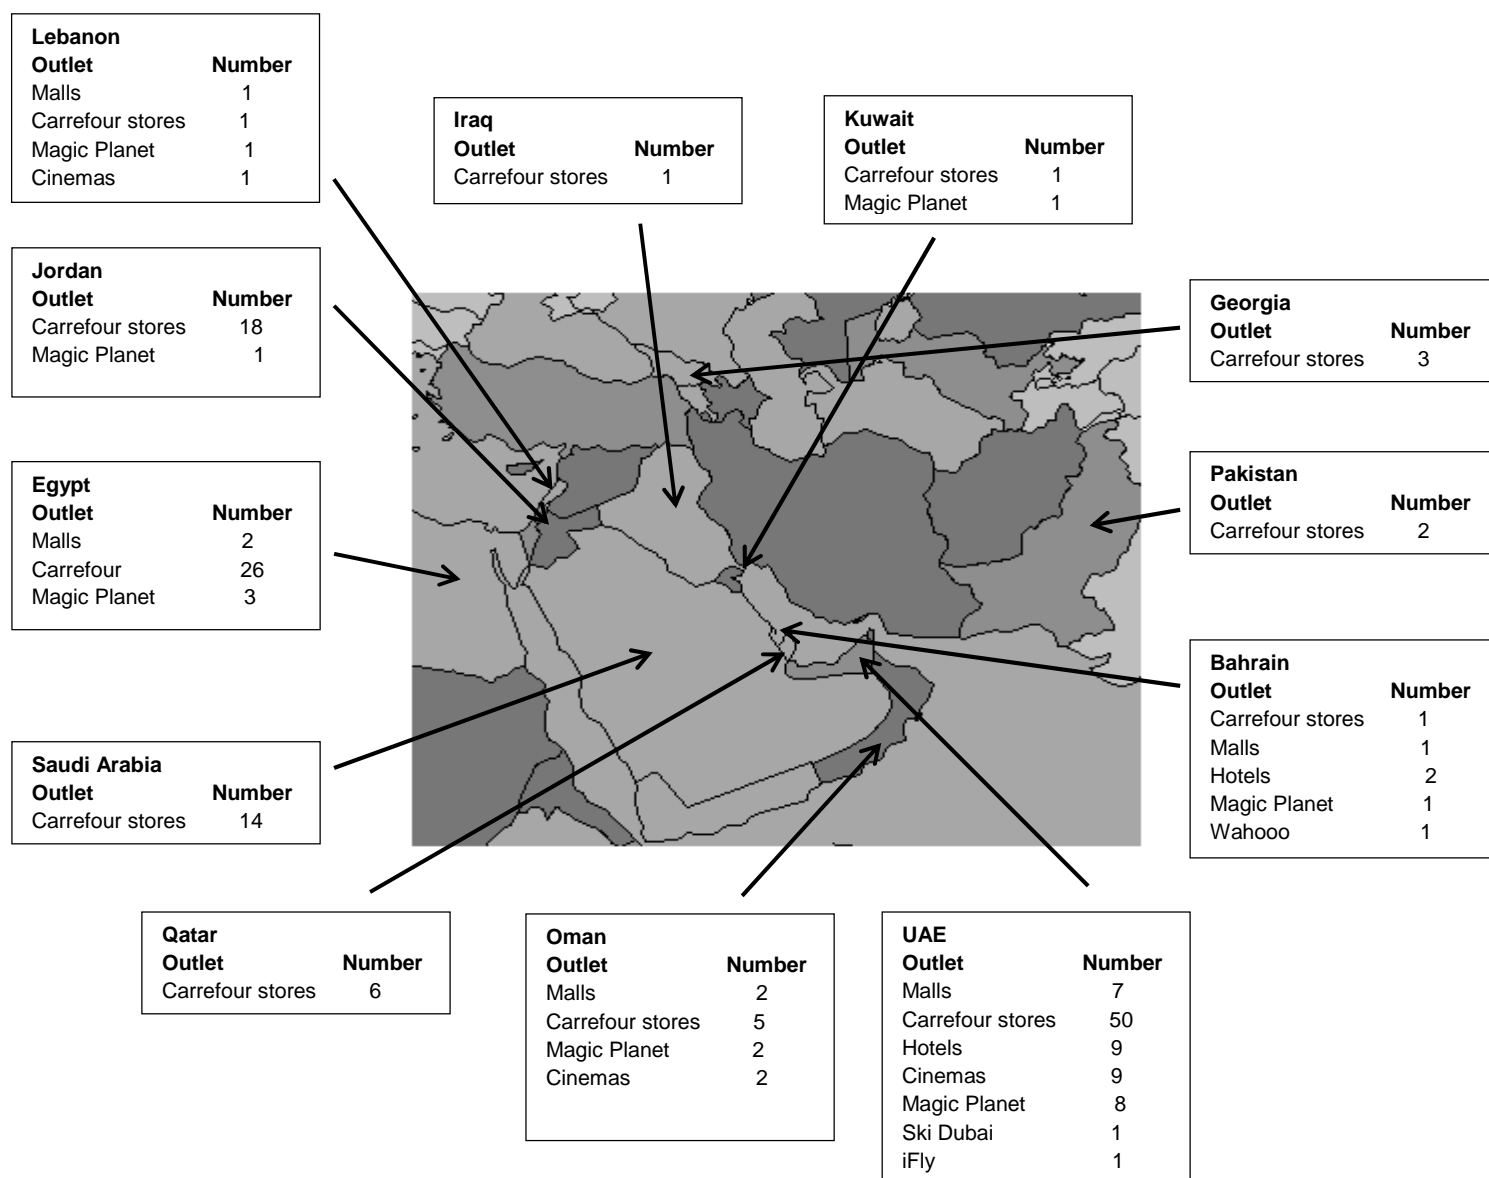 Lebanon
Outlet Number
Malls 1
Carrefour stores 1
Magic Planet 1
Cinemas 1
Iraq
Outlet Number
Carrefour stores 1
Kuwait
Outlet Number
Carrefour stores 1
Magic Planet 1
Jordan
Outlet Number
Carrefour stores 18
Magic Planet 1
Georgia
Outlet Number
Carrefour stores 3
Egypt
Outlet Number
Malls 2
Carrefour 26
Magic Planet 3
Pakistan
Outlet Number
Carrefour stores 2
Bahrain
Outlet Number
Carrefour stores 1
Malls 1
Hotels 2
Magic Planet 1
Wahooo 1
Saudi Arabia
Outlet Number
Carrefour stores 14
Qatar
Outlet Number
Carrefour stores 6
Oman
Outlet Number
Malls 2
Carrefour stores 5
Magic Planet 2
Cinemas 2
UAE
Outlet Number
Malls 7
Carrefour stores 50
Hotels 9
Cinemas 9
Magic Planet 8
Ski Dubai 1
iFly 1